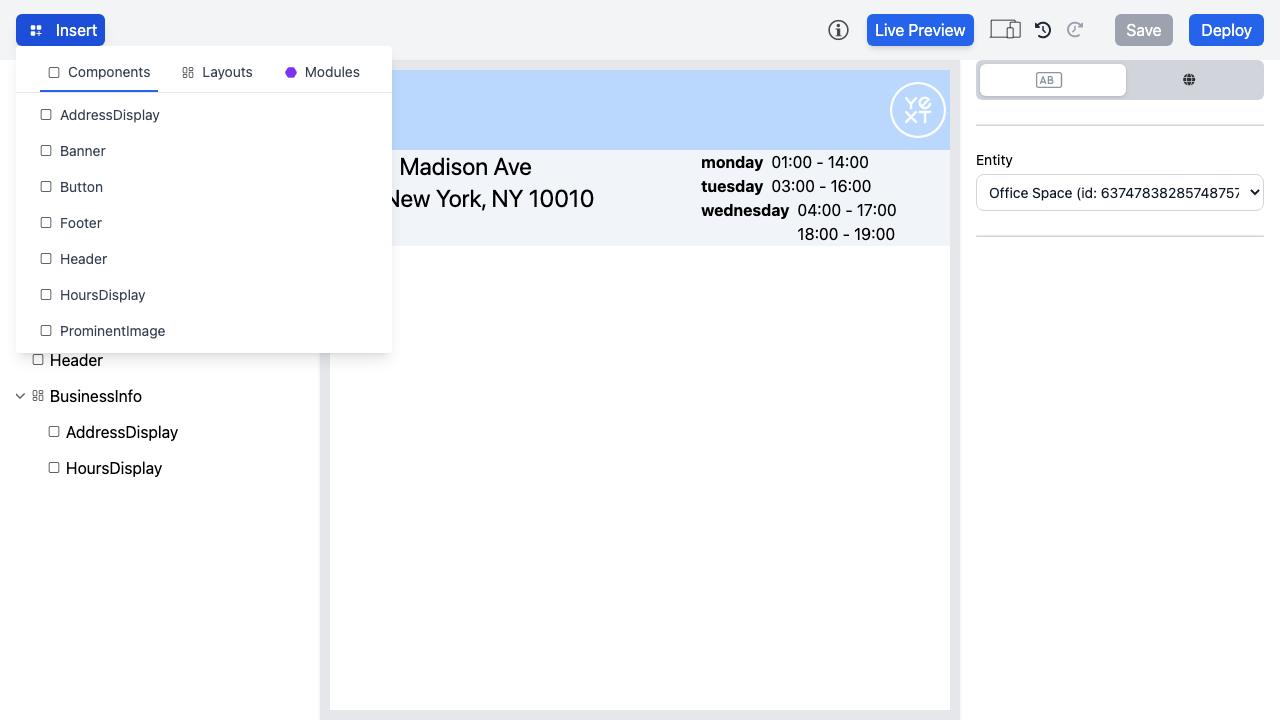 Insert
Live Preview
Save
Deploy
Components
Layouts
Modules
AddressDisplay
Banner
Button
Footer
Header
HoursDisplay
ProminentImage
Header
BusinessInfo
AddressDisplay
HoursDisplay
YEXT
Madison Ave
New York, NY 10010
monday 01:00 - 14:00
tuesday 03:00 - 16:00
wednesday 04:00 - 17:00
18:00 - 19:00
AB
Entity
Office Space (id: 63747838285748757